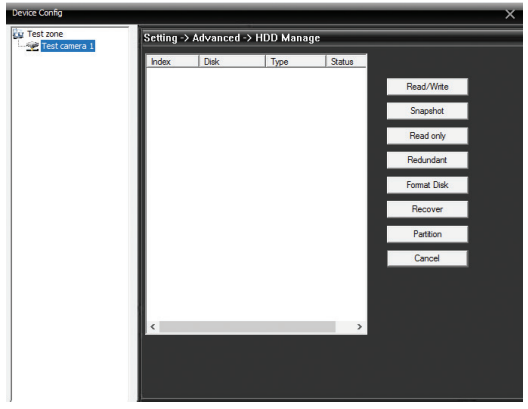 Device Config
Test zone
Test camera 1
Setting -> Advanced -> HDD Manage
Index Disk Type Status
Read/Write
Snapshot
Read only
Redundant
Format Disk
Recover
Partition
Cancel